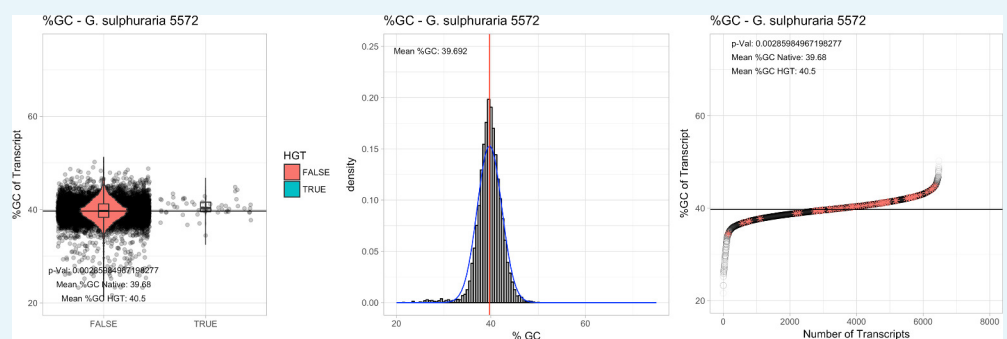 %GC - G. sulphuraria 5572
%GC of Transcript
60
40
20
p-Val: 0.00285984967198277
Mean %GC Native: 39.68
Mean %GC HGT: 40.5
FALSE
TRUE
HGT
FALSE
TRUE
%GC - G. sulphuraria 5572
density
0.25
0.20
0.15
0.10
0.05
0.00
Mean %GC: 39.692
20
40
60
% GC
%GC - G. sulphuraria 5572
%GC of Transcript
60
40
20
p-Val: 0.00285984967198277
Mean %GC Native: 39.68
Mean %GC HGT: 40.5
0
2000
4000
6000
8000
Number of Transcripts